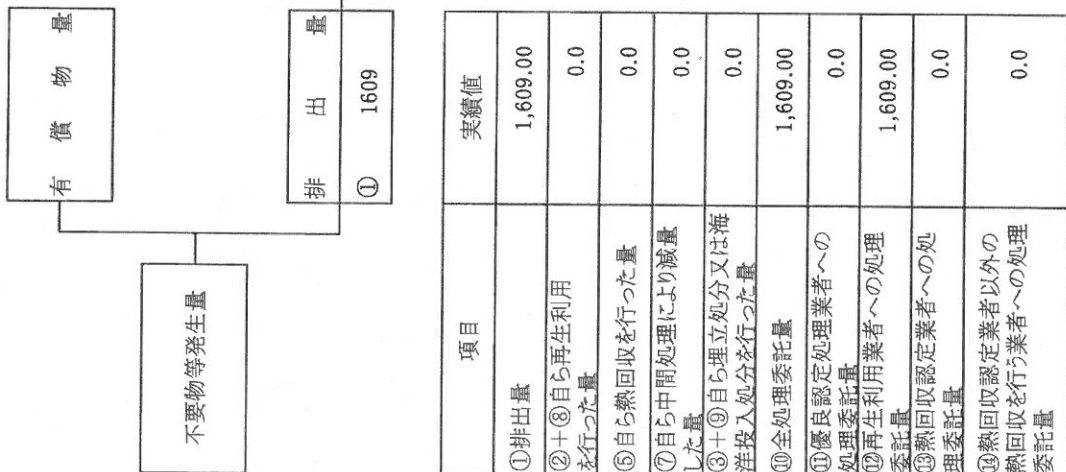 有償物量
不要物等発生量
排出量
① 1609
項目 実績値
①排出量 1,609.00
②+⑧自ら再生利用
を行った量 0.0
⑤自ら熱回収を行った量 0.0
⑦自ら中間処理により減量
した量 0.0
③+⑨自ら埋立処分又は海
洋投入処分を行った量 0.0
⑩全処理委託量 1,609.00
⑪優良認定処理業者への
処理委託量 0.0
⑫再生利用業者への処理
委託量 1,609.00
⑬熱回収認定業者への処
理委託量 0.0
⑭熱回収認定業者以外の
熱回収を行う業者への処理
委託量 0.0